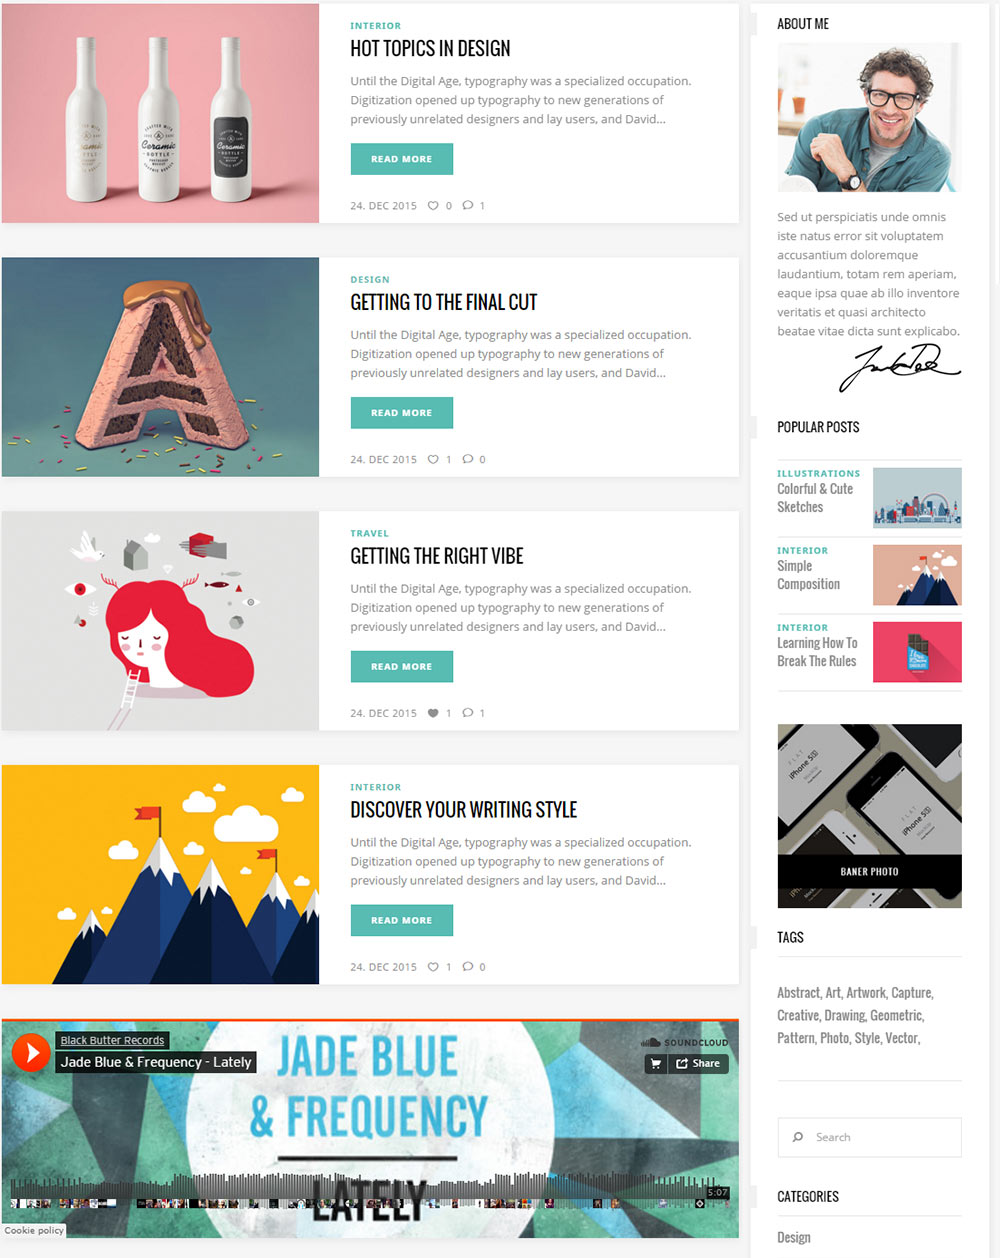 INTERIOR
HOT TOPICS IN DESIGN
Until the Digital Age, typography was a specialized occupation.
Digitization opened up typography to new generations of
previously unrelated designers and lay users, and David...
READ MORE
24. DEC 2015 0 1
Ceramic
BOTTLE
Ceramic
BOTTLE
DESIGN
GETTING TO THE FINAL CUT
Until the Digital Age, typography was a specialized occupation.
Digitization opened up typography to new generations of
previously unrelated designers and lay users, and David...
READ MORE
24. DEC 2015 1 0
TRAVEL
GETTING THE RIGHT VIBE
Until the Digital Age, typography was a specialized occupation.
Digitization opened up typography to new generations of
previously unrelated designers and lay users, and David...
READ MORE
24. DEC 2015 1 1
INTERIOR
DISCOVER YOUR WRITING STYLE
Until the Digital Age, typography was a specialized occupation.
Digitization opened up typography to new generations of
previously unrelated designers and lay users, and David...
READ MORE
24. DEC 2015 1 0
Black Butter Records
Jade Blue & Frequency - Lately
SOUNDCLOUD
Share
JADE BLUE
& FREQUENCY
LATELY
5:07
Cookie policy
ABOUT ME
Sed ut perspiciatis unde omnis
iste natus error sit voluptatem
accusantium doloremque
laudantium, totam rem aperiam,
eaque ipsa quae ab illo inventore
veritatis et quasi architecto
beatae vitae dicta sunt explicabo.
POPULAR POSTS
ILLUSTRATIONS
Colorful & Cute
Sketches
INTERIOR
Simple
Composition
INTERIOR
Learning How To
Break The Rules
FLAT
iPhone 5S
FLAT
iPhone 5S
BANER PHOTO
TAGS
Abstract, Art, Artwork, Capture,
Creative, Drawing, Geometric,
Pattern, Photo, Style, Vector,
Search
CATEGORIES
Design